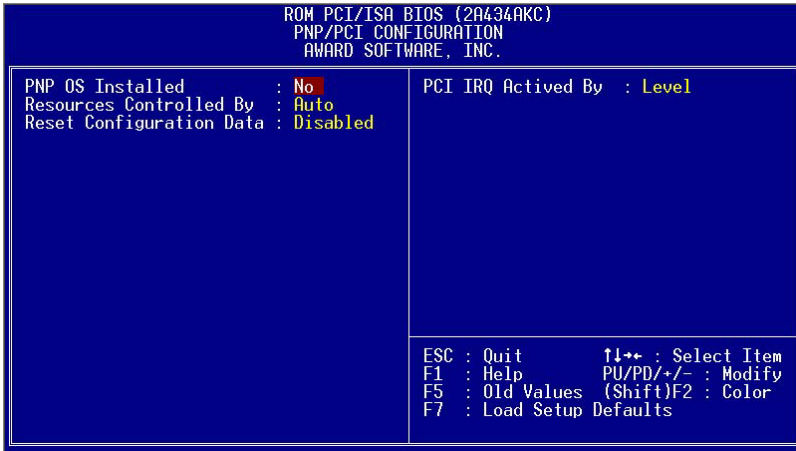 ROM PCI/ISA BIOS (2A434AKC)
PNP/PCI CONFIGURATION
AWARD SOFTWARE, INC.
PNP OS Installed : No
Resources Controlled By : Auto
Reset Configuration Data : Disabled
PCI IRQ Actived By : Level
ESC : Quit ↑↓→← : Select Item
F1 : Help PU/PD/+/- : Modify
F5 : Old Values (Shift)F2 : Color
F7 : Load Setup Defaults